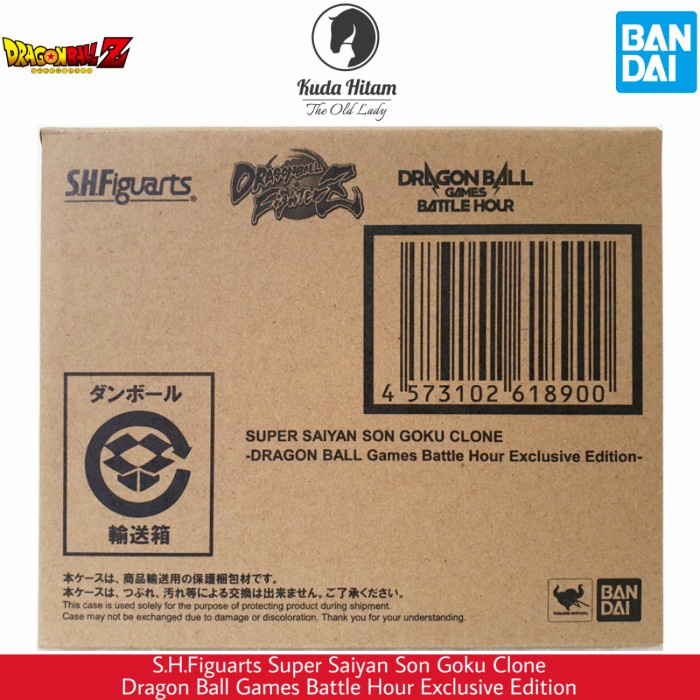 DRAGON BALL Z
Kuda Hitam
The Old Lady
BAN
DAI
S.H.Figuarts®
DRAGONBALL
FighterZ
DRAGON BALL
GAMES
BATTLE HOUR
4 573102 618900
ダンボール
輸送箱
SUPER SAIYAN SON GOKU CLONE
-DRAGON BALL Games Battle Hour Exclusive Edition-
本ケースは、商品輸送用の保護梱包材です。
本ケースは、つぶれ、汚れ等による交換は出来ません。ご了承ください。
This case is used solely for the purpose of protecting product during shipment.
Case may not be exchanged due to damage or discoloration. Thank you for your understanding.
BAN
DAI
S.H.Figuarts Super Saiyan Son Goku Clone
Dragon Ball Games Battle Hour Exclusive Edition